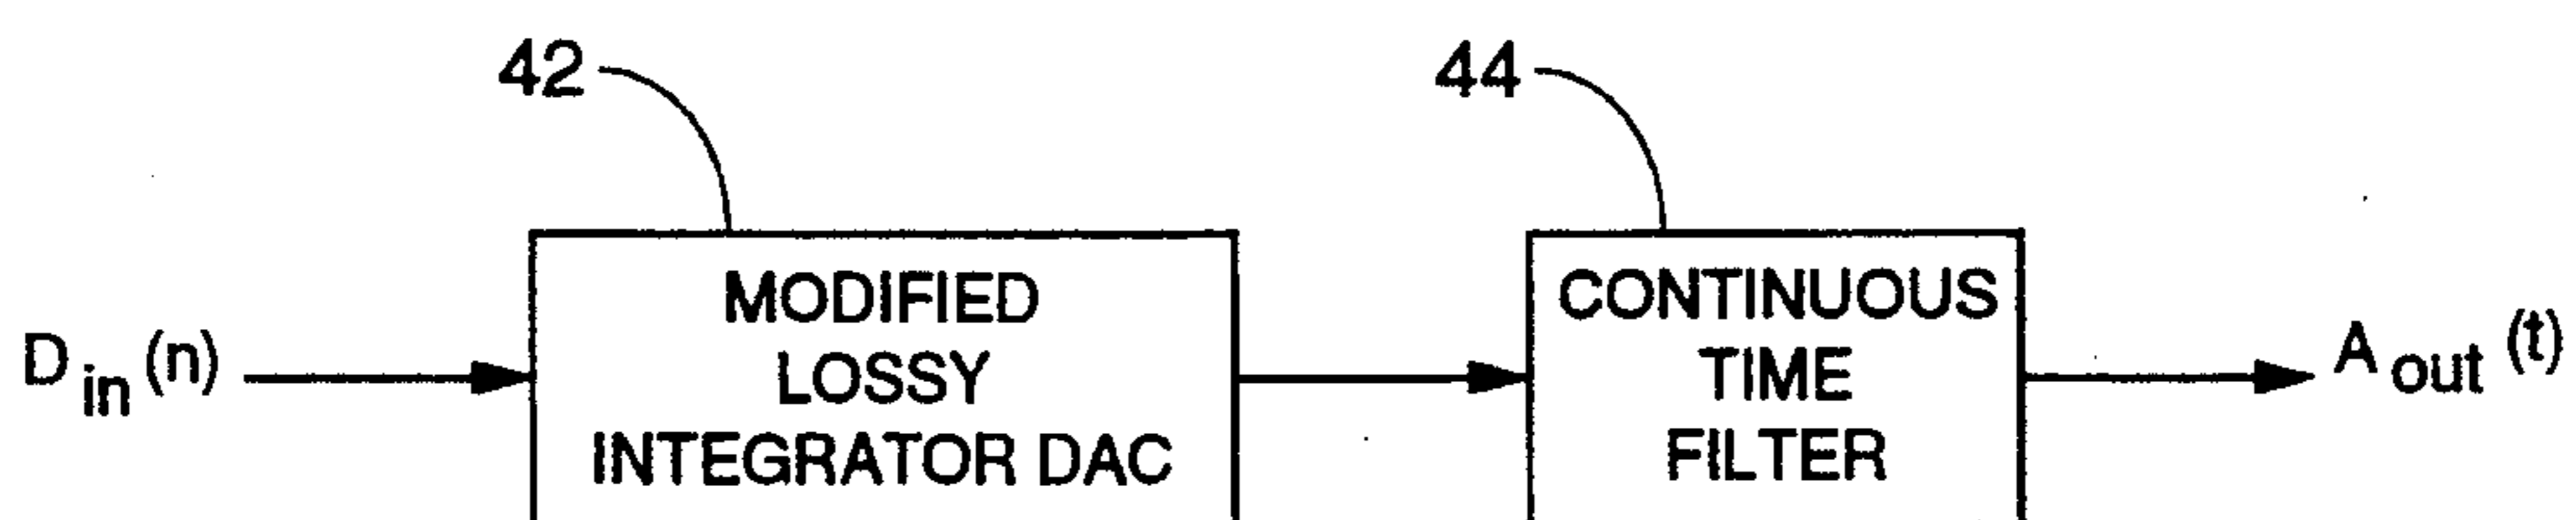 42
44
D in (n)
MODIFIED
LOSSY
INTEGRATOR DAC
CONTINUOUS
TIME
FILTER
A out (t)